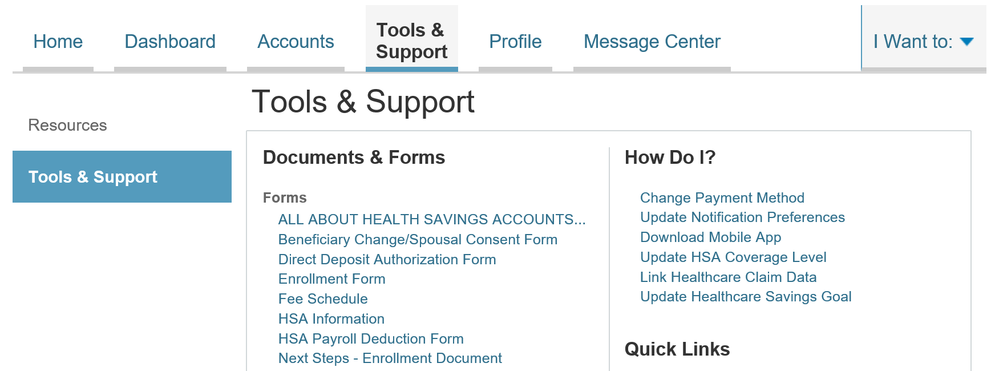 Home
Dashboard
Accounts
Tools &
Support
Profile
Message Center
I Want to:
Resources
Tools & Support
Tools & Support
Documents & Forms
Forms
ALL ABOUT HEALTH SAVINGS ACCOUNTS...
Beneficiary Change/Spousal Consent Form
Direct Deposit Authorization Form
Enrollment Form
Fee Schedule
HSA Information
HSA Payroll Deduction Form
Next Steps - Enrollment Document
How Do I?
Change Payment Method
Update Notification Preferences
Download Mobile App
Update HSA Coverage Level
Link Healthcare Claim Data
Update Healthcare Savings Goal
Quick Links